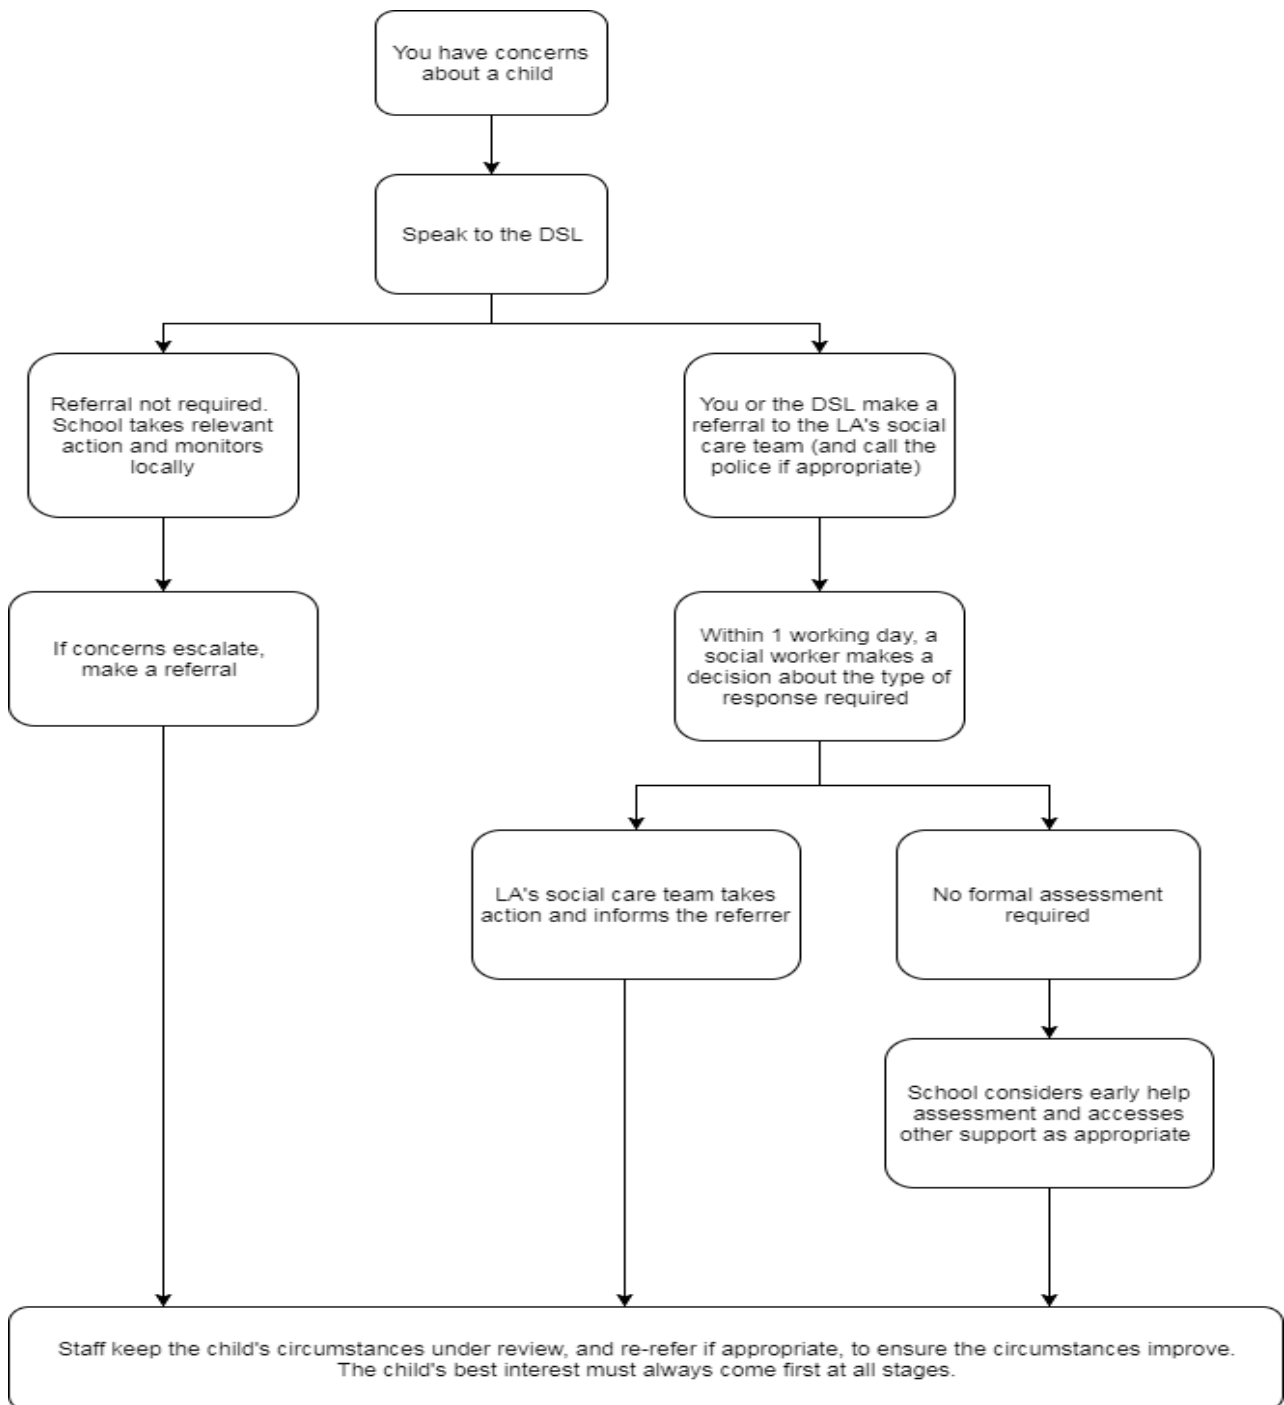 You have concerns
about a child
Speak to the DSL
Referral not required.
School takes relevant
action and monitors
locally
You or the DSL make a
referral to the LA's social
care team (and call the
police if appropriate)
If concerns escalate,
make a referral
Within 1 working day, a
social worker makes a
decision about the type of
response required
LA's social care team takes
action and informs the referrer
No formal assessment
required
School considers early help
assessment and accesses
other support as appropriate
Staff keep the child's circumstances under review, and re-refer if appropriate, to ensure the circumstances improve.
The child's best interest must always come first at all stages.